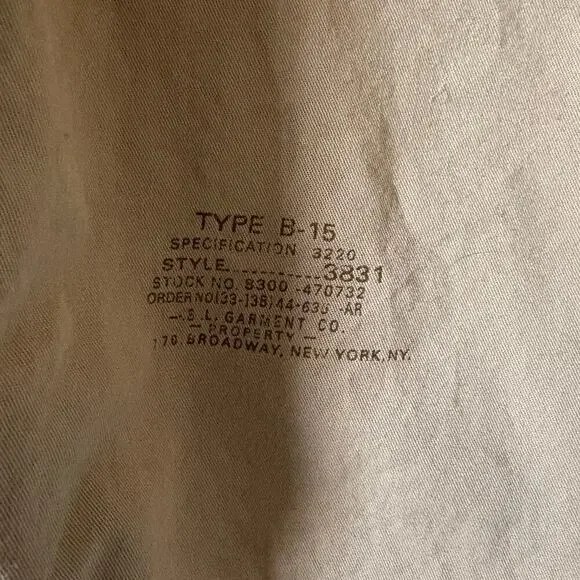 TYPE B-15
SPECIFICATION 3220
STYLE...........3831
STOCK NO. 8300-470732
ORDER NO(33-138)44-635 -AR
B.L. GARMENT CO.
— PROPERTY —
BROADWAY, NEW YORK, NY.